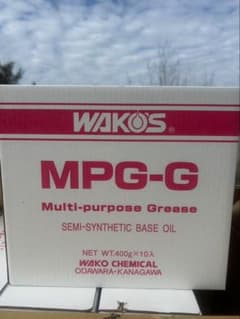 WAKO'S®
MPG-G
Multi-purpose Grease
SEMI-SYNTHETIC BASE OIL
NET WT.400g×10入
WAKO CHEMICAL
ODAWARA·KANAGAWA